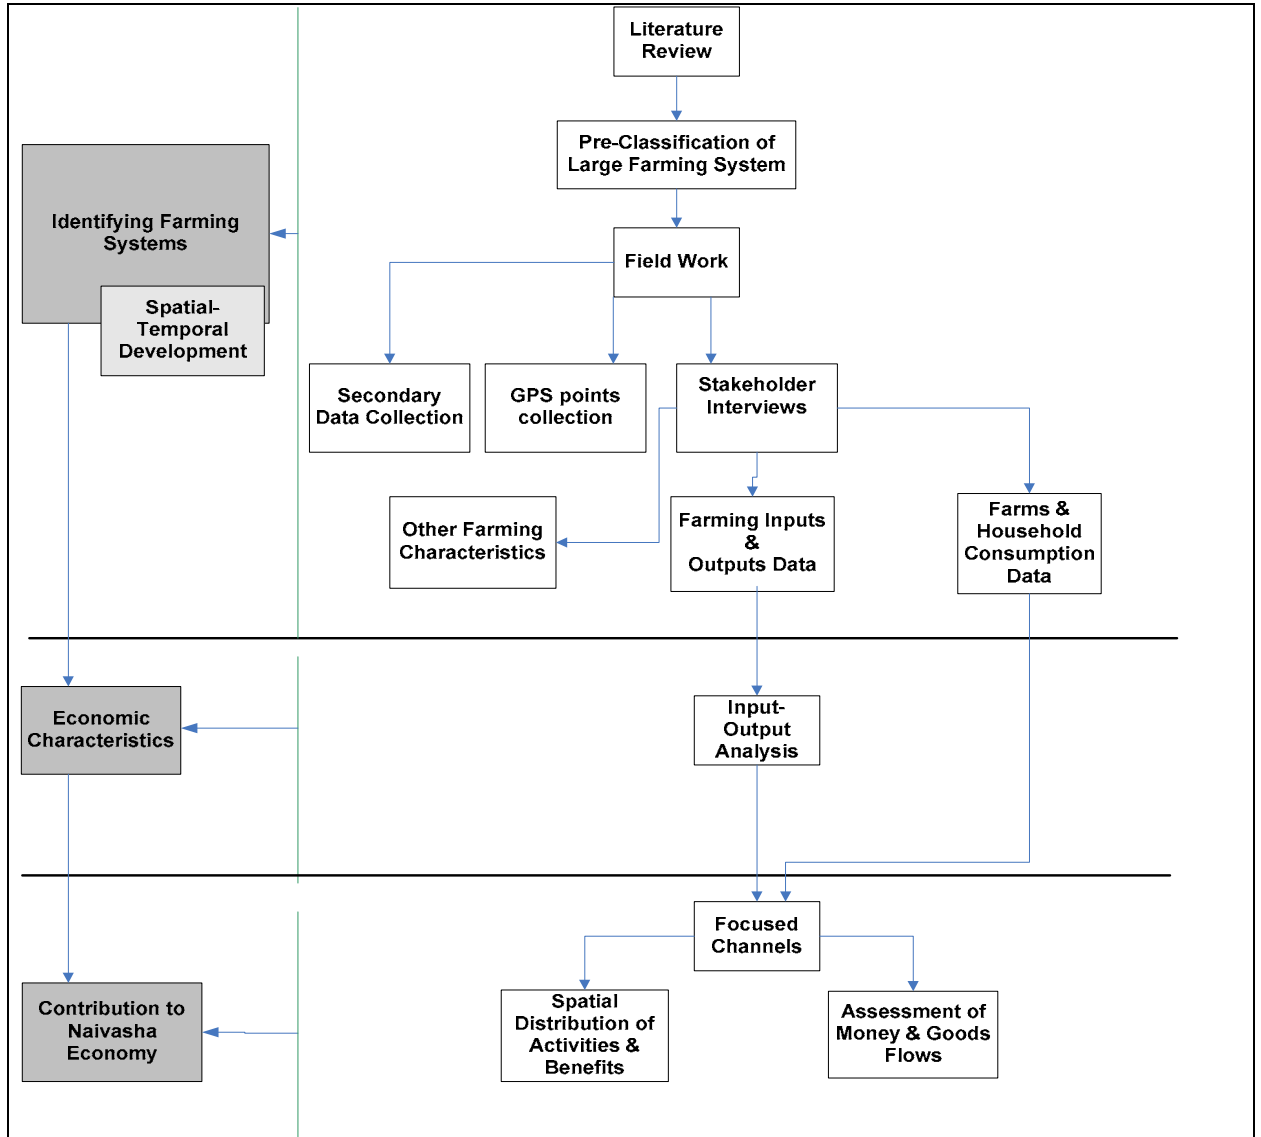 Literature
Review
Pre-Classification of
Large Farming System
Identifying Farming
Systems
Field Work
Spatial-
Temporal
Development
Secondary
Data Collection
GPS points
collection
Stakeholder
Interviews
Other Farming
Characteristics
Farming Inputs
&
Outputs Data
Farms &
Household
Consumption
Data
Economic
Characteristics
Input-
Output
Analysis
Focused
Channels
Contribution to
Naivasha
Economy
Spatial
Distribution of
Activities &
Benefits
Assessment of
Money & Goods
Flows